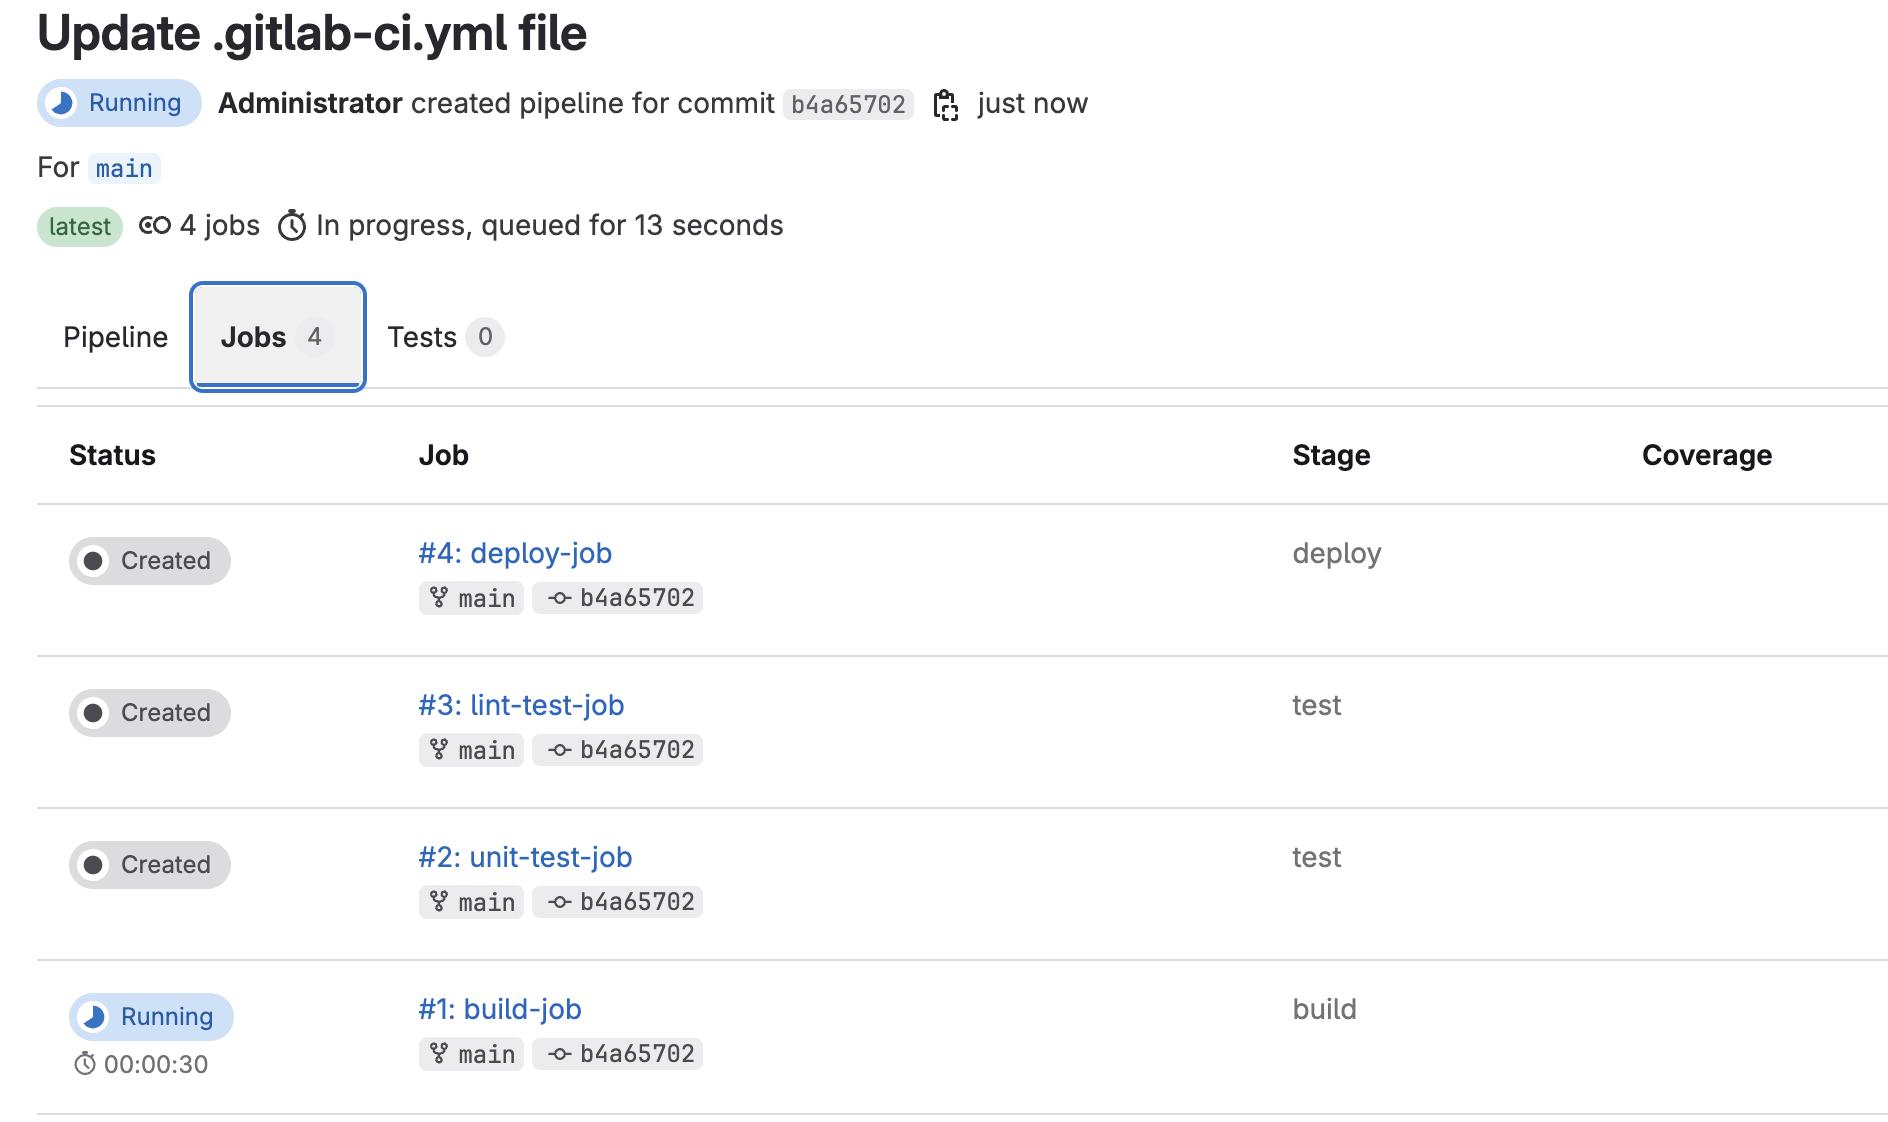 Update .gitlab-ci.yml file
Running Administrator created pipeline for commit b4a65702 just now
For main
latest 4 jobs In progress, queued for 13 seconds
Pipeline Jobs 4 Tests 0
Status Job Stage Coverage
Created #4: deploy-job deploy
main b4a65702
Created #3: lint-test-job test
main b4a65702
Created #2: unit-test-job test
main b4a65702
Running #1: build-job build
00:00:30 main b4a65702